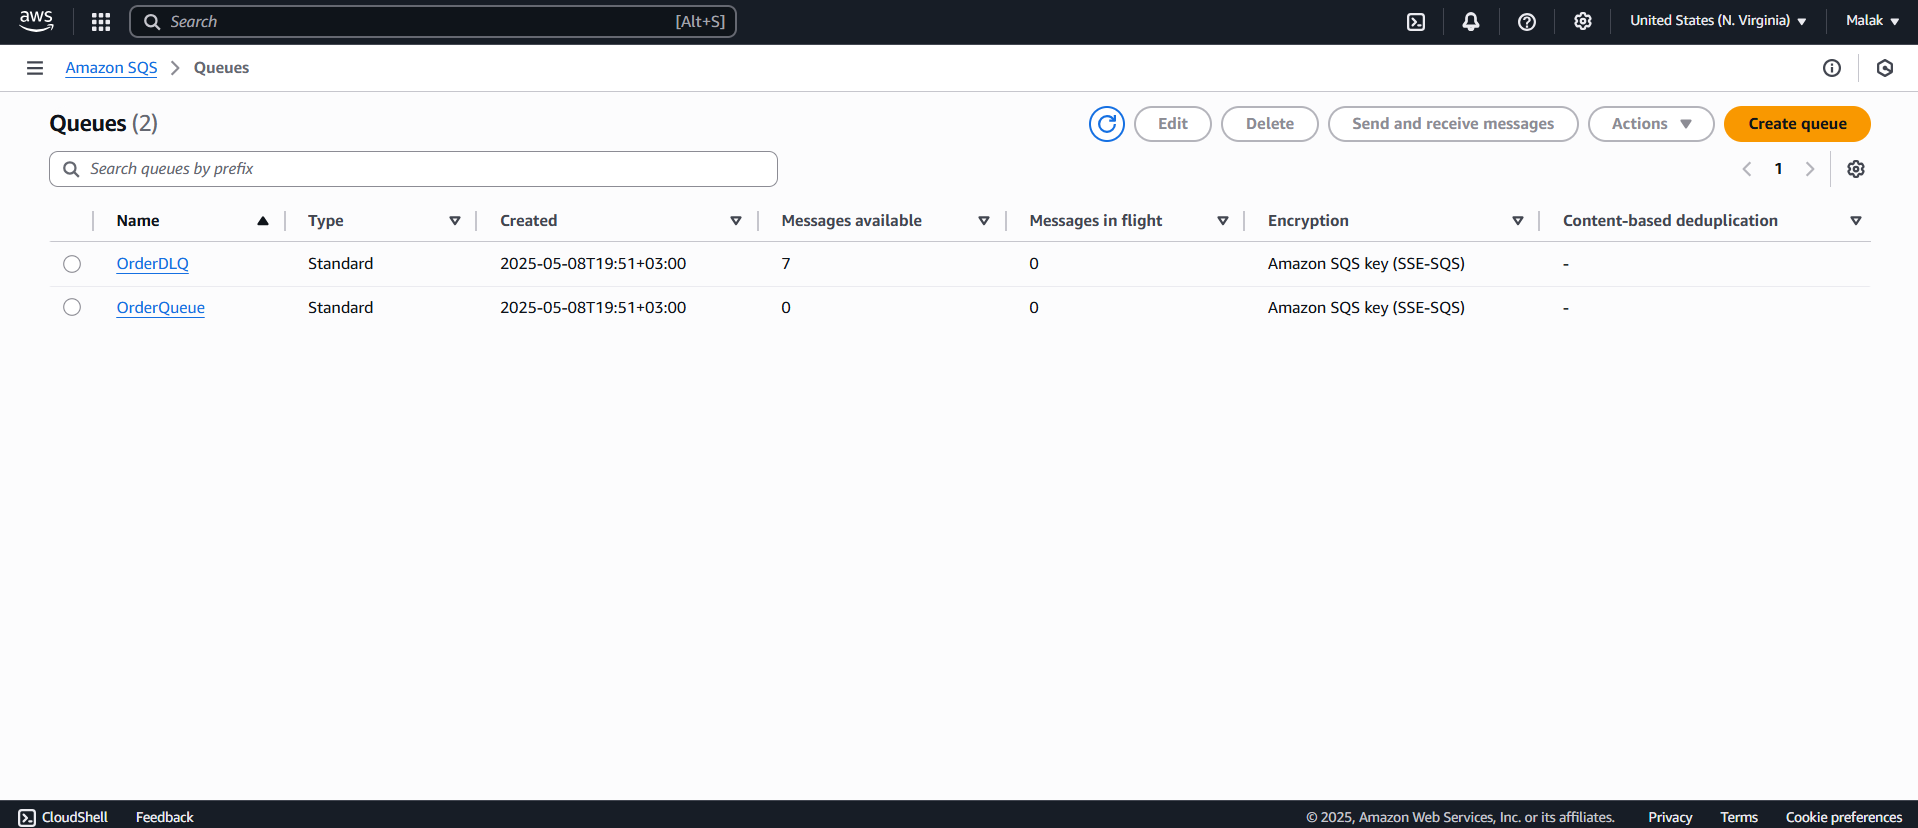 aws Search [Alt+S] United States (N. Virginia) Malak
Amazon SQS Queues
Queues (2) Edit Delete Send and receive messages Actions Create queue
Search queues by prefix 1
Name Type Created Messages available Messages in flight Encryption Content-based deduplication
OrderDLQ Standard 2025-05-08T19:51+03:00 7 0 Amazon SQS key (SSE-SQS) -
OrderQueue Standard 2025-05-08T19:51+03:00 0 0 Amazon SQS key (SSE-SQS) -
CloudShell Feedback © 2025, Amazon Web Services, Inc. or its affiliates. Privacy Terms Cookie preferences